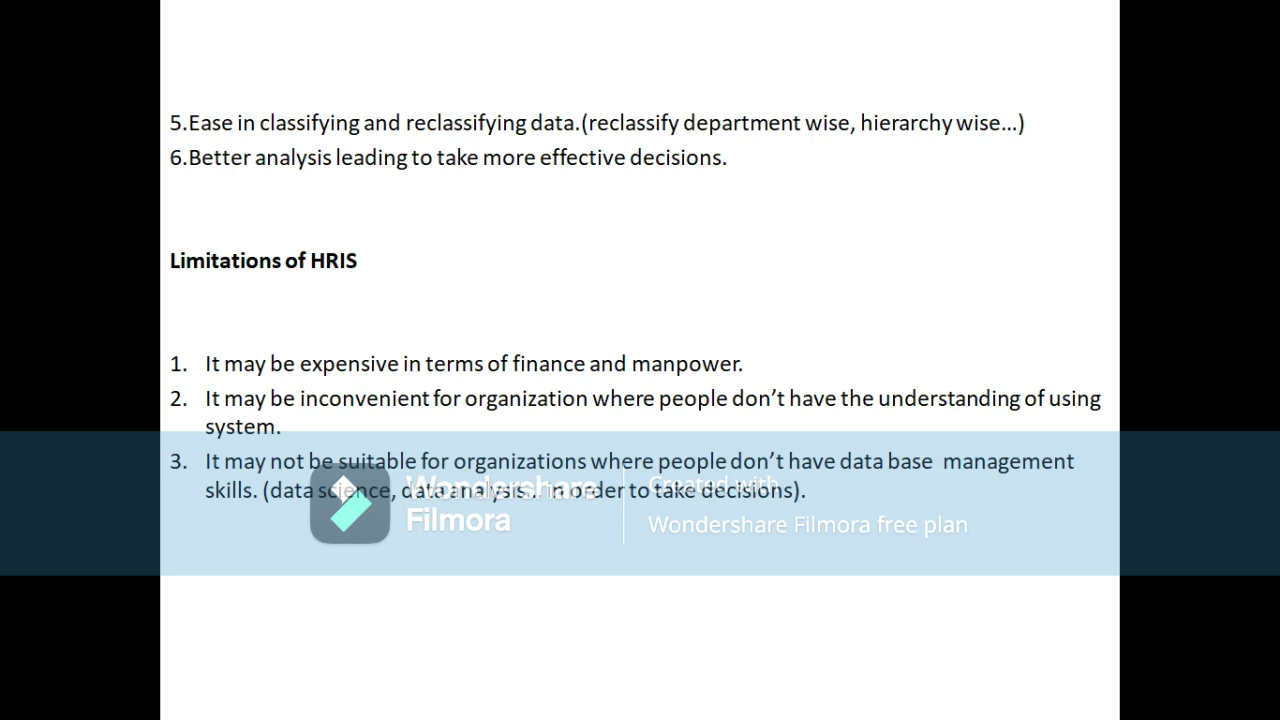 5.Ease in classifying and reclassifying data.(reclassify department wise, hierarchy wise...)
6.Better analysis leading to take more effective decisions.
Limitations of HRIS
1. It may be expensive in terms of finance and manpower.
2. It may be inconvenient for organization where people don’t have the understanding of using
system.
3. It may not be suitable for organizations where people don’t have data base management
skills. (data science, data analysis.. in order to take decisions).
Wondershare
Filmora
Created with
Wondershare Filmora free plan